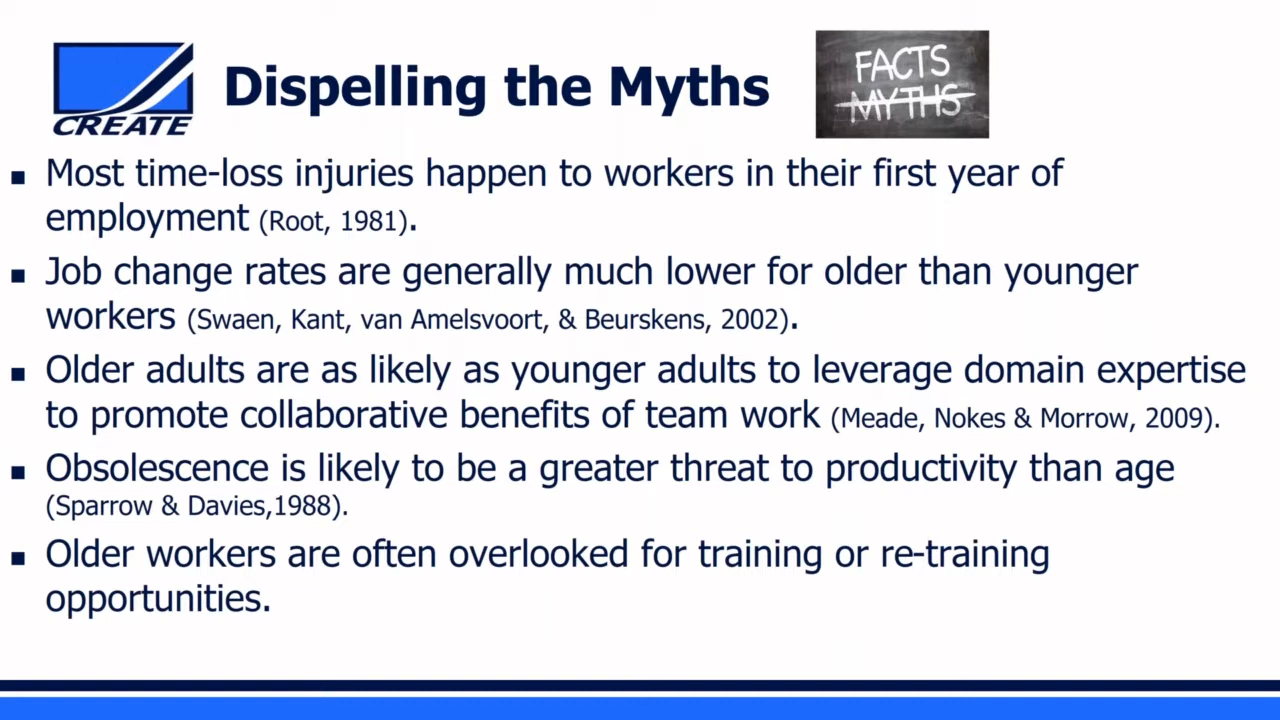 CREATE
Dispelling the Myths
FACTS
MYTHS
▪ Most time-loss injuries happen to workers in their first year of
employment (Root, 1981).
▪ Job change rates are generally much lower for older than younger
workers (Swaen, Kant, van Amelsvoort, & Beurskens, 2002).
▪ Older adults are as likely as younger adults to leverage domain expertise
to promote collaborative benefits of team work (Meade, Nokes & Morrow, 2009).
▪ Obsolescence is likely to be a greater threat to productivity than age
(Sparrow & Davies,1988).
▪ Older workers are often overlooked for training or re-training
opportunities.